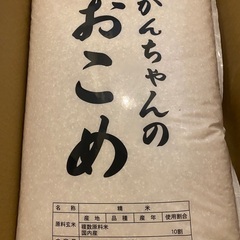 かんちゃんの
おこめ
名称 精米
産地 品種 産年 使用割合
原料玄米 複数原料米
国内産 10割